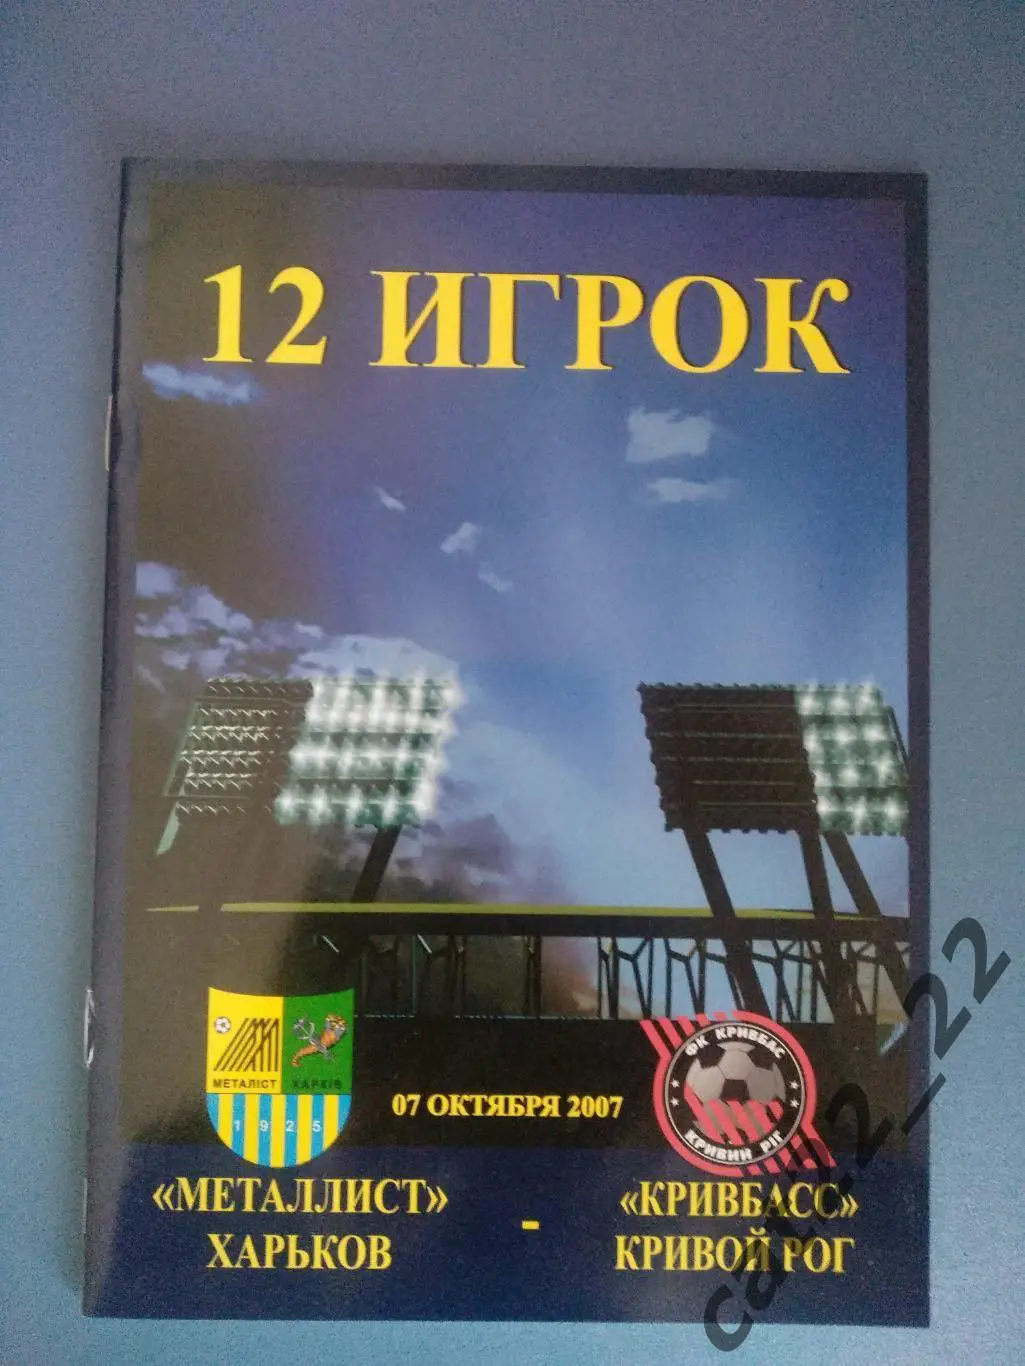 12 ИГРОК
МЕТАЛІСТ ХАРКІВ
1925
ФК КРИВБАС
КРИВИЙ РІГ
07 ОКТЯБРЯ 2007
«МЕТАЛЛИСТ» - «КРИВБАСС»
ХАРЬКОВ КРИВОЙ РОГ